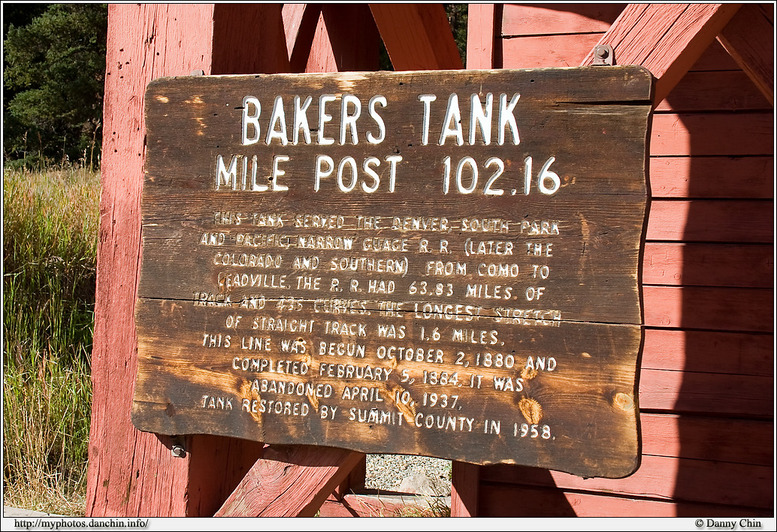 BAKERS TANK
MILE POST 102.16
THIS TANK SERVED THE DENVER, SOUTH PARK
AND PACIFIC, NARROW GUAGE R.R. (LATER THE
COLORADO AND SOUTHERN) FROM COMO TO
LEADVILLE. THE R.R. HAD 63.83 MILES. OF
TRACK AND 435 CURVES THE LONGEST STRETCH
OF STRAIGHT TRACK WAS 1.6 MILES.
THIS LINE WAS BEGUN OCTOBER 2, 1880 AND
COMPLETED FEBRUARY 5, 1884. IT WAS
ABANDONED APRIL 10, 1937.
TANK RESTORED BY SUMMIT COUNTY IN 1958.
http://myphotos.danchin.info/
© Danny Chin